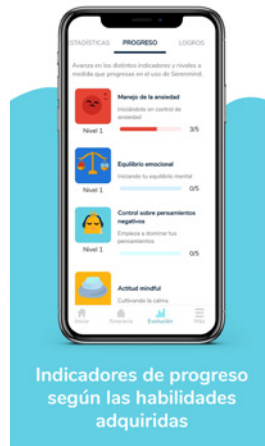 ESTADÍSTICAS PROGRESO LOGROS
Avanza en los distintos indicadores y niveles a
medida que progresas en el uso de Serenmind.
Manejo de la ansiedad
Iniciándote en control de
ansiedad
Nivel 1
3/5
Equilibrio emocional
Iniciando tu equilibrio mental
Nivel 1
0/5
Control sobre pensamientos
negativos
Empieza a dominar tus
pensamientos
Nivel 1
0/5
Actitud mindful
Cultivando la calma
Inicio Itinerario Evolución Más
Indicadores de progreso
según las habilidades
adquiridas